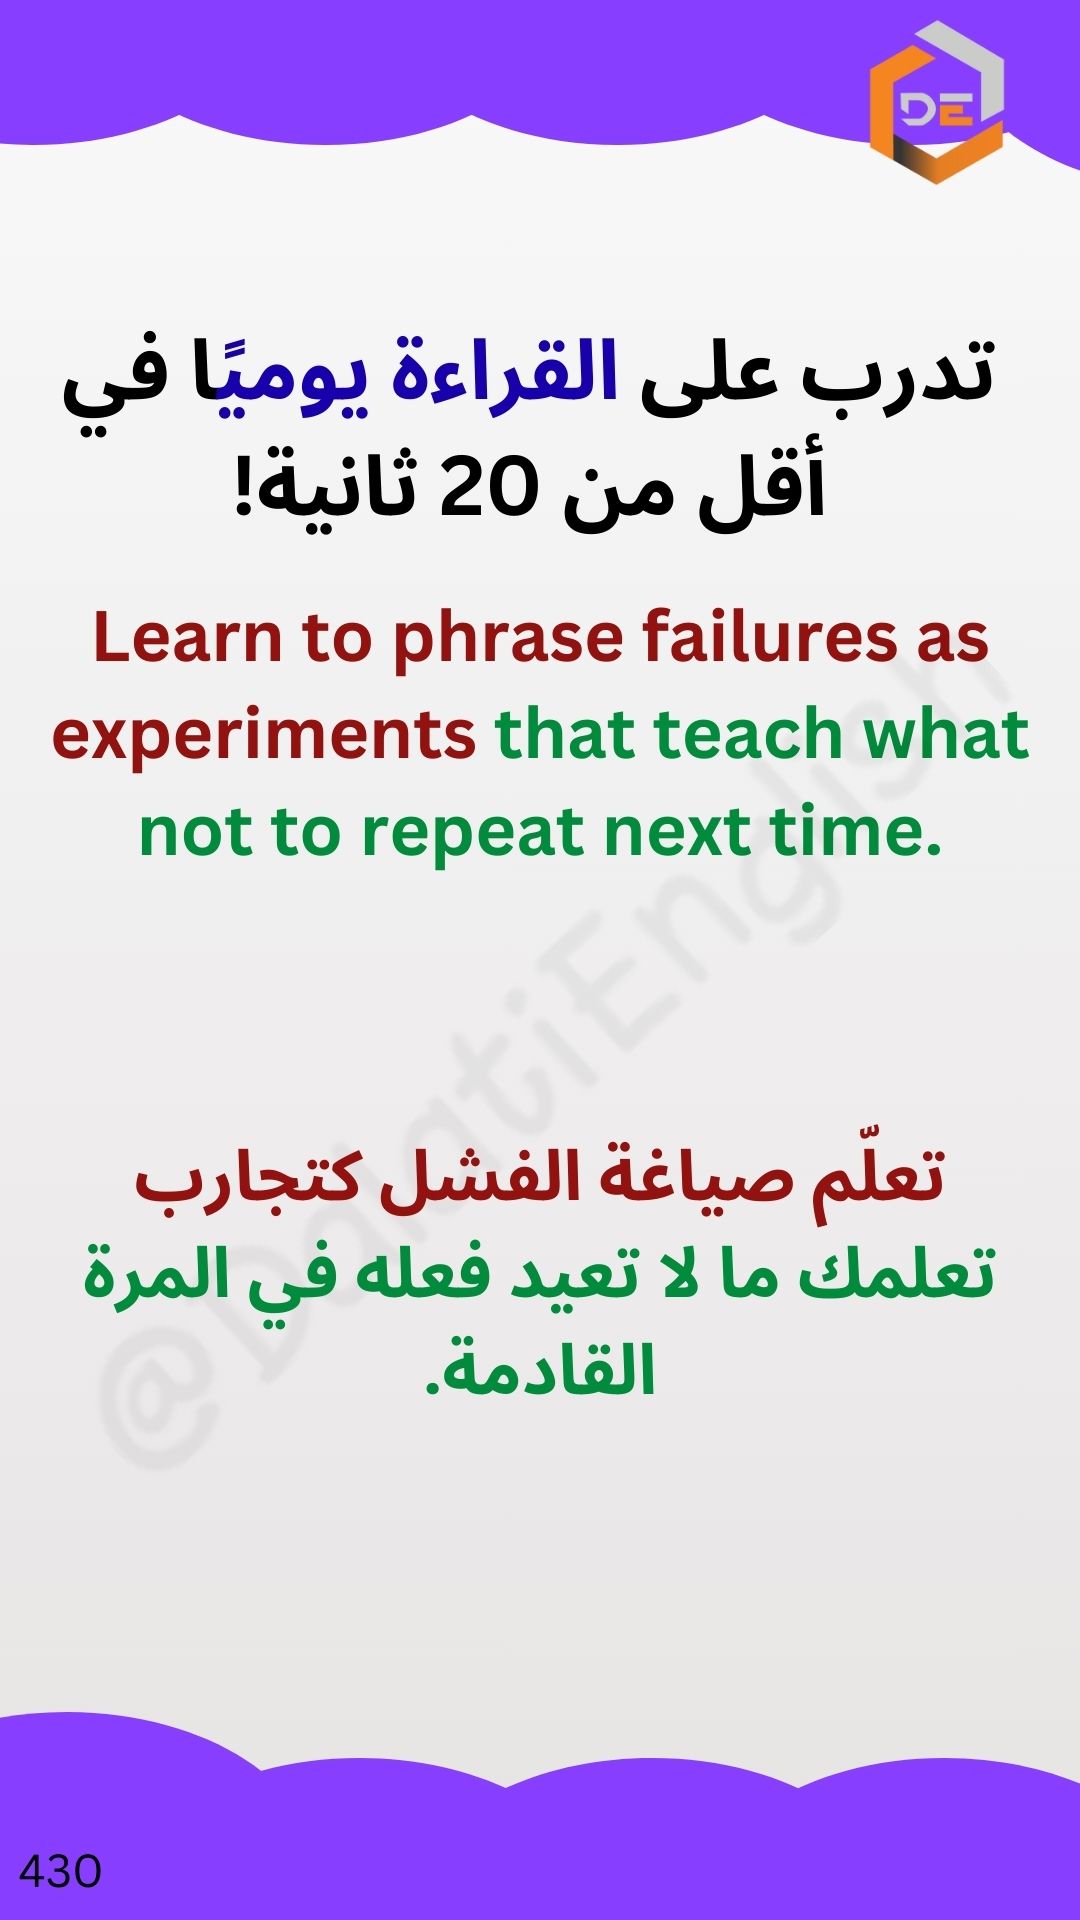 DE
تدرب على القراءة يوميًا في
أقل من 20 ثانية!
Learn to phrase failures as
experiments that teach what
not to repeat next time.
تعلّم صياغة الفشل كتجارب
تعلمك ما لا تعيد فعله في المرة
القادمة.
@DalatiEnglish
430